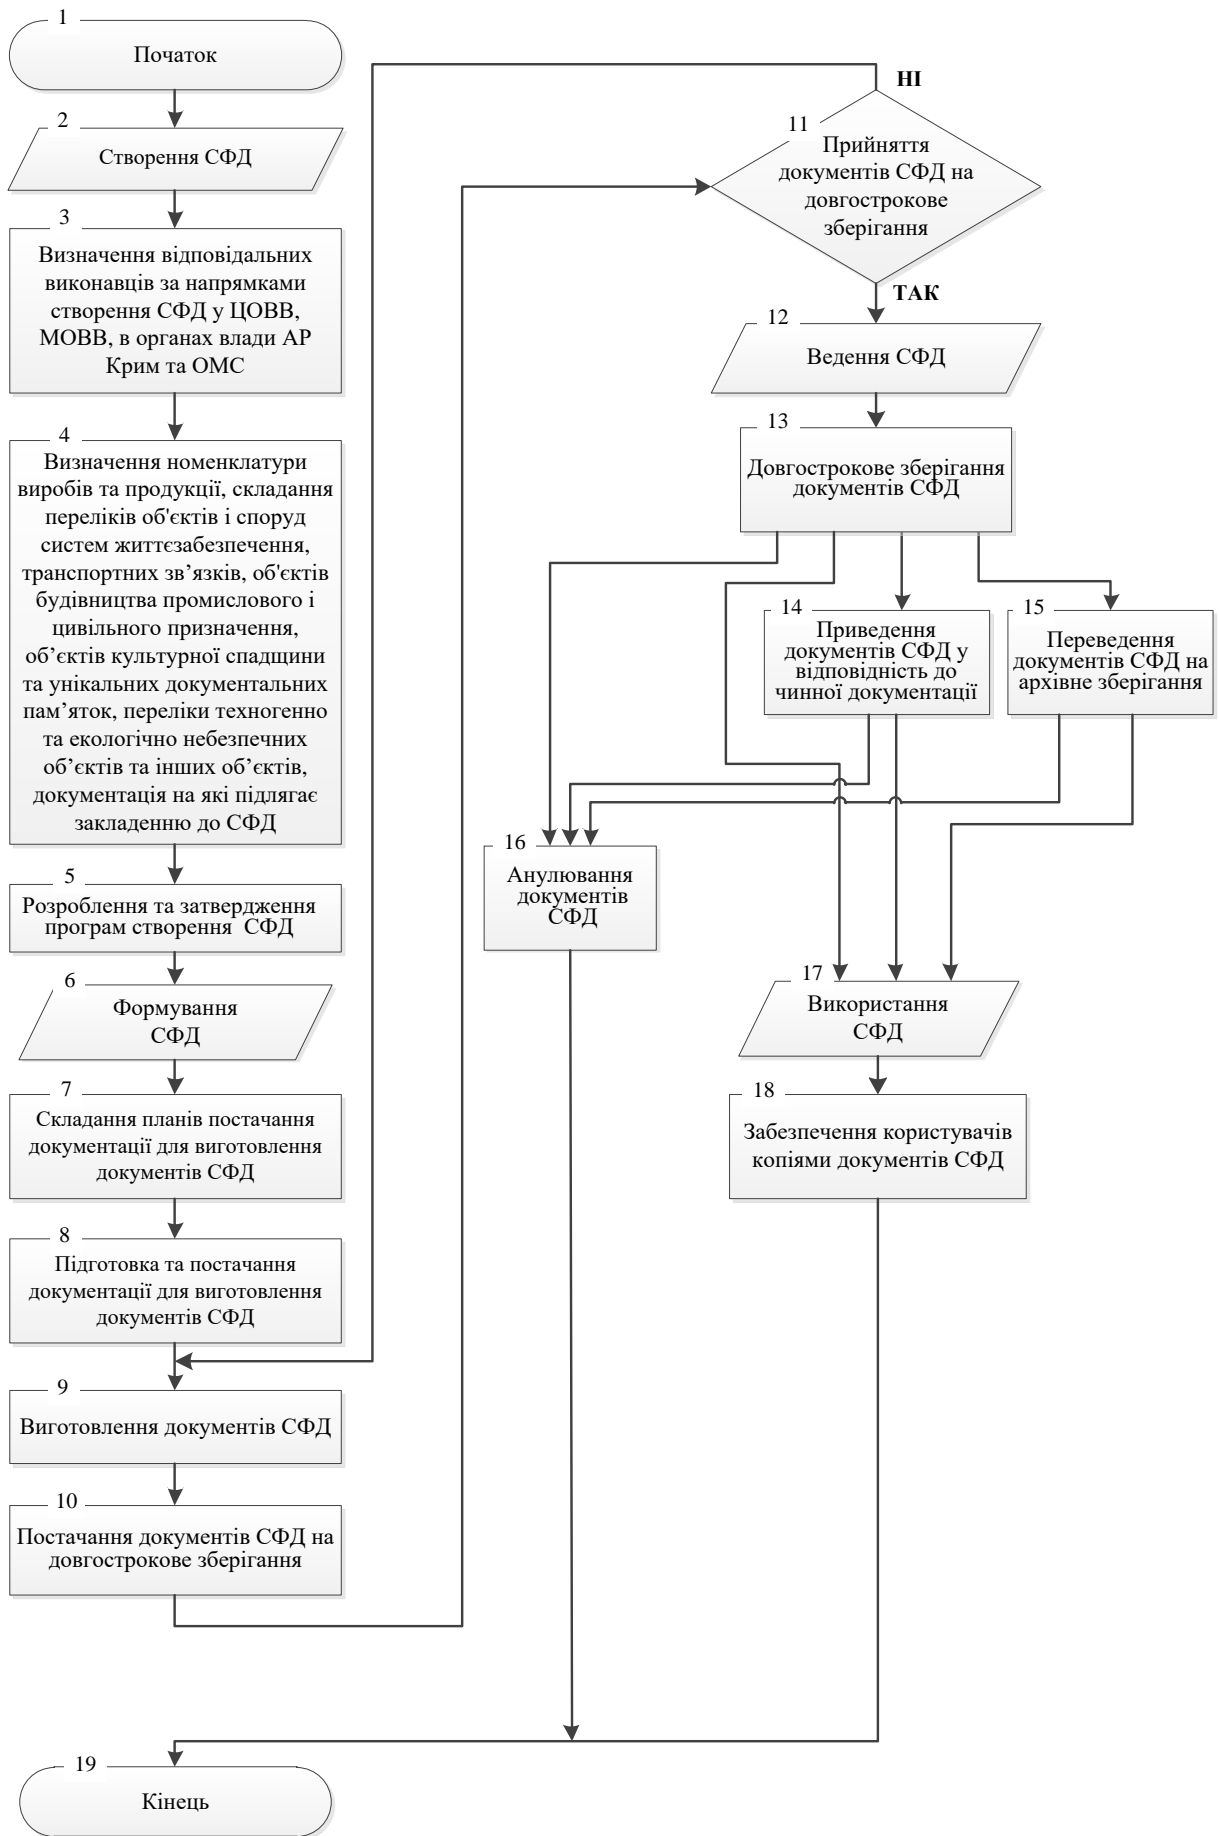 1
Початок
2
Створення СФД
3
Визначення відповідальних
виконавців за напрямками
створення СФД у ЦОВВ,
МОВВ, в органах влади АР
Крим та ОМС
4
Визначення номенклатури
виробів та продукції, складання
переліків об'єктів і споруд
систем життєзабезпечення,
транспортних зв’язків, об'єктів
будівництва промислового і
цивільного призначення,
об’єктів культурної спадщини
та унікальних документальних
пам’яток, переліки техногенно
та екологічно небезпечних
об’єктів та інших об’єктів,
документація на які підлягає
закладенню до СФД
5
Розроблення та затвердження
програм створення СФД
6
Формування
СФД
7
Складання планів постачання
документації для виготовлення
документів СФД
8
Підготовка та постачання
документації для виготовлення
документів СФД
9
Виготовлення документів СФД
10
Постачання документів СФД на
довгострокове зберігання
НІ
11
Прийняття
документів СФД на
довгострокове
зберігання
ТАК
12
Ведення СФД
13
Довгострокове зберігання
документів СФД
14
Приведення
документів СФД у
відповідність до
чинної документації
15
Переведення
документів СФД на
архівне зберігання
16
Анулювання
документів
СФД
17
Використання
СФД
18
Забезпечення користувачів
копіями документів СФД
19
Кінець